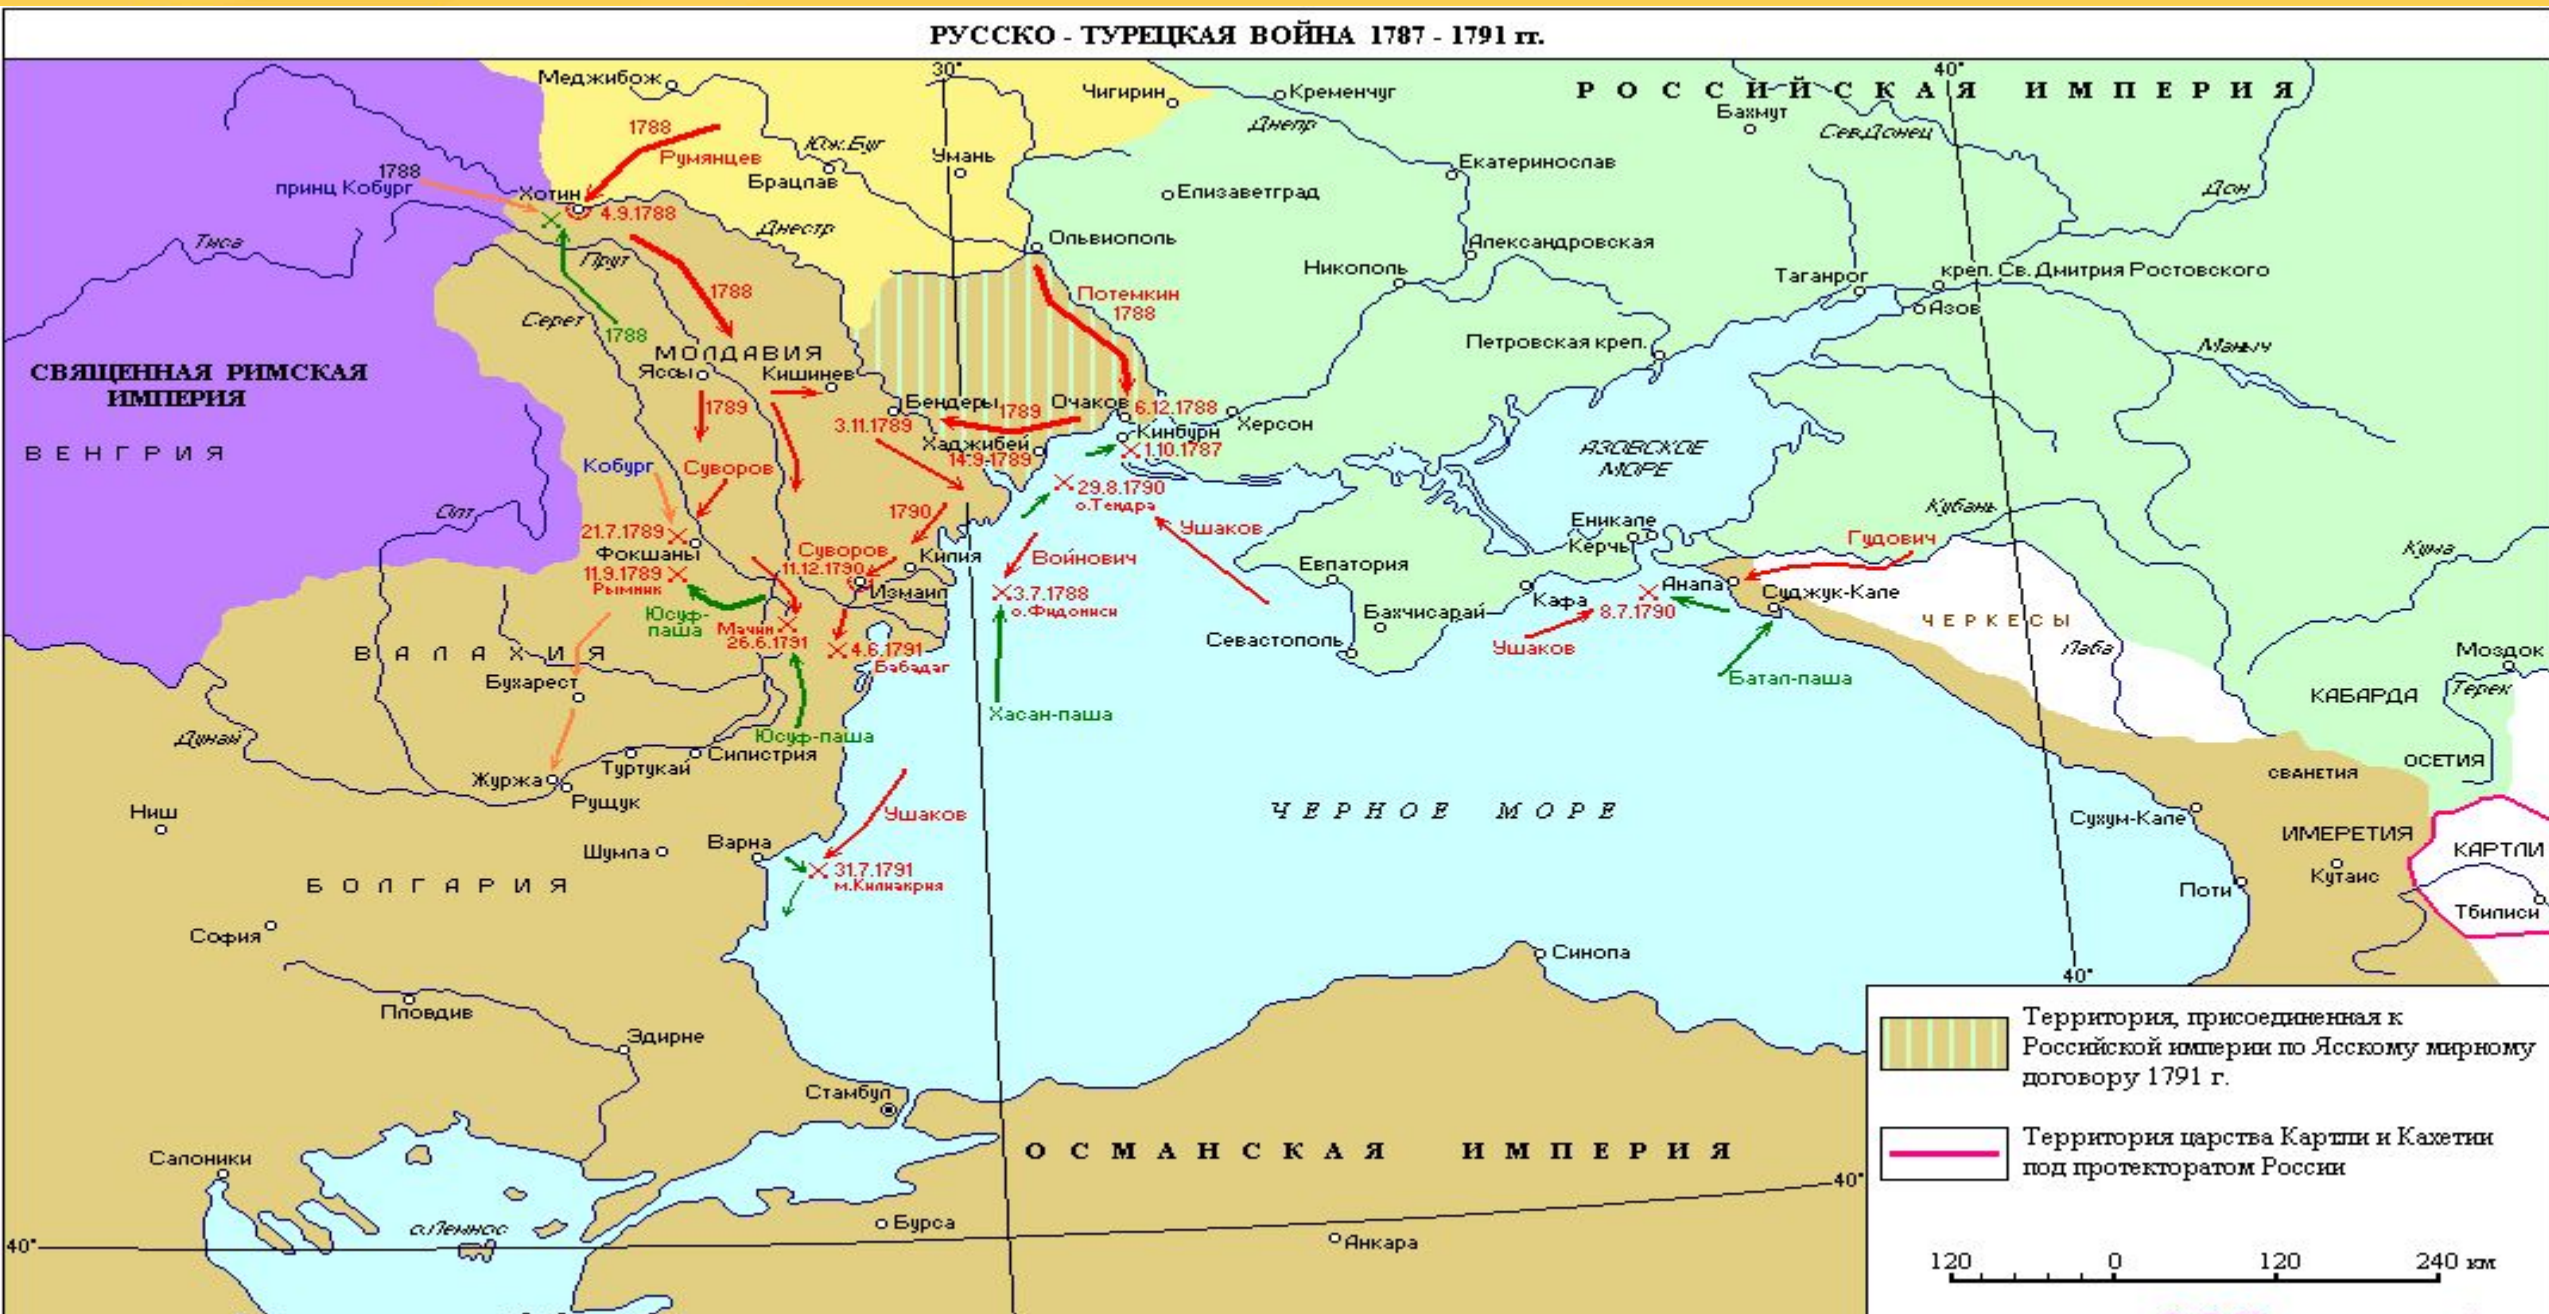 РУССКО - ТУРЕЦКАЯ ВОЙНА 1787 - 1791 гг.
Меджибож
30°
Чигирин
Кременчуг
РОССИЙСКАЯ ИМПЕРИЯ
40°
Бахмут
Сев.Донец
Днепр
1788
Румянцев
Юж.Буг
Брацлав
Умань
Екатеринослав
1788
принц Кобург
Хотин
4.9.1788
Елизаветград
Дон
Днестр
Ольвиополь
Александровская
Тиса
Прут
Никополь
Таганрог
креп. Св. Дмитрия Ростовского
Азов
1788
Потемкин
1788
Серет
1788
Петровская креп.
Маныч
МОЛДАВИЯ
Яссы
Кишинев
СВЯЩЕННАЯ РИМСКАЯ
ИМПЕРИЯ
ВЕНГРИЯ
1789
Бендеры
1789
Очаков
6.12.1788
Херсон
3.11.1789
Хаджибей
14.9.1789
Кинбурн
1.10.1787
АЗОВСКОЕ
МОРЕ
Кобург
Суворов
29.8.1790
о.Тендра
Олт
1790
Ушаков
Еникале
Керчь
Кубань
Гудович
Кума
21.7.1789
Фокшаны
11.9.1789
Рымник
Суворов
11.12.1790
Килия
Измаил
Войнович
3.7.1788
о.Фидониси
Евпатория
Бахчисарай
Кафа
8.7.1790
Анапа
Суджук-Кале
ЧЕРКЕСЫ
Лаба
Юсуф-
паша
Мачин
26.6.1791
4.6.1791
Бабадаг
Севастополь
Ушаков
Батал-паша
Моздок
Терек
КАБАРДА
ВАЛАХИЯ
Бухарест
Хасан-паша
Дунай
Юсуф-паша
Силистрия
Туртукай
Журжа
Рущук
ОСЕТИЯ
СВАНЕТИЯ
Ниш
Ушаков
ЧЕРНОЕ МОРЕ
Сухум-Кале
ИМЕРЕТИЯ
Кутаис
КАРТЛИ
Шумла
Варна
31.7.1791
м.Килиакрия
БОЛГАРИЯ
Поти
Тбилиси
София
Синопа
40°
Пловдив
Эдирне
Стамбул
Салоники
ОСМАНСКАЯ ИМПЕРИЯ
40°
о.Лемнос
Бурса
Анкара
40°
Территория, присоединенная к
Российской империи по Ясскому мирному
договору 1791 г.
Территория царства Картли и Кахетии
под протекторатом России
120 0 120 240 км